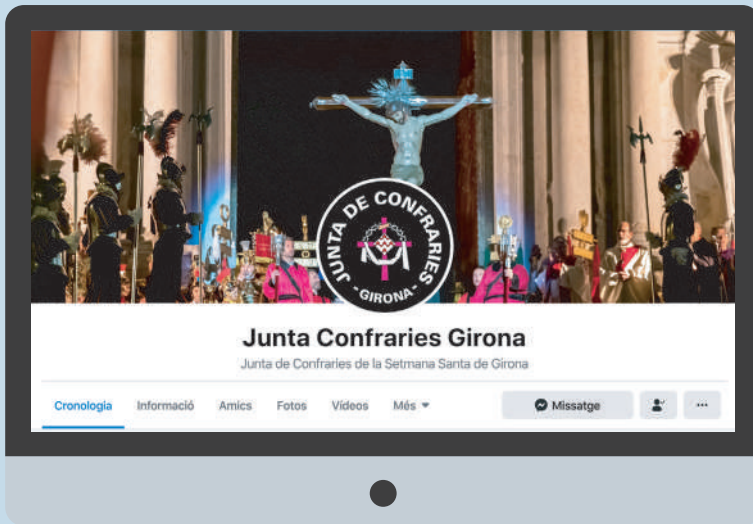 JUNTA DE CONFRARIES
- GIRONA -
Junta Confraries Girona
Junta de Confraries de la Setmana Santa de Girona
Cronologia Informació Amics Fotos Vídeos Més Missatge